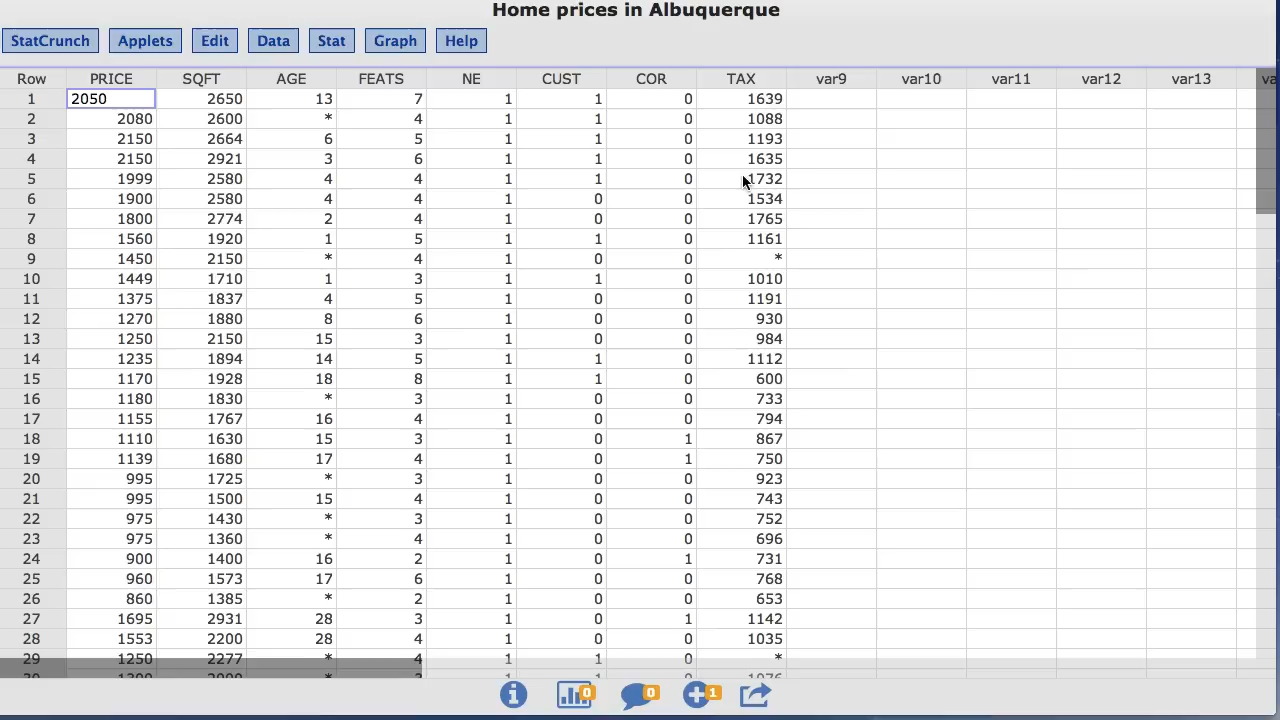 Home prices in Albuquerque
StatCrunch Applets Edit Data Stat Graph Help
Row PRICE SQFT AGE FEATS NE CUST COR TAX var9 var10 var11 var12 var13 va
1 2050 2650 13 7 1 1 0 1639
2 2080 2600 * 4 1 1 0 1088
3 2150 2664 6 5 1 1 0 1193
4 2150 2921 3 6 1 1 0 1635
5 1999 2580 4 4 1 1 0 1732
6 1900 2580 4 4 1 0 0 1534
7 1800 2774 2 4 1 0 0 1765
8 1560 1920 1 5 1 1 0 1161
9 1450 2150 * 4 1 0 0 *
10 1449 1710 1 3 1 1 0 1010
11 1375 1837 4 5 1 0 0 1191
12 1270 1880 8 6 1 0 0 930
13 1250 2150 15 3 1 0 0 984
14 1235 1894 14 5 1 1 0 1112
15 1170 1928 18 8 1 1 0 600
16 1180 1830 * 3 1 0 0 733
17 1155 1767 16 4 1 0 0 794
18 1110 1630 15 3 1 0 1 867
19 1139 1680 17 4 1 0 1 750
20 995 1725 * 3 1 0 0 923
21 995 1500 15 4 1 0 0 743
22 975 1430 * 3 1 0 0 752
23 975 1360 * 4 1 0 0 696
24 900 1400 16 2 1 0 1 731
25 960 1573 17 6 1 0 0 768
26 860 1385 * 2 1 0 0 653
27 1695 2931 28 3 1 0 1 1142
28 1553 2200 28 4 1 0 0 1035
29 1250 2277 * 4 1 1 0 *
0 0 1